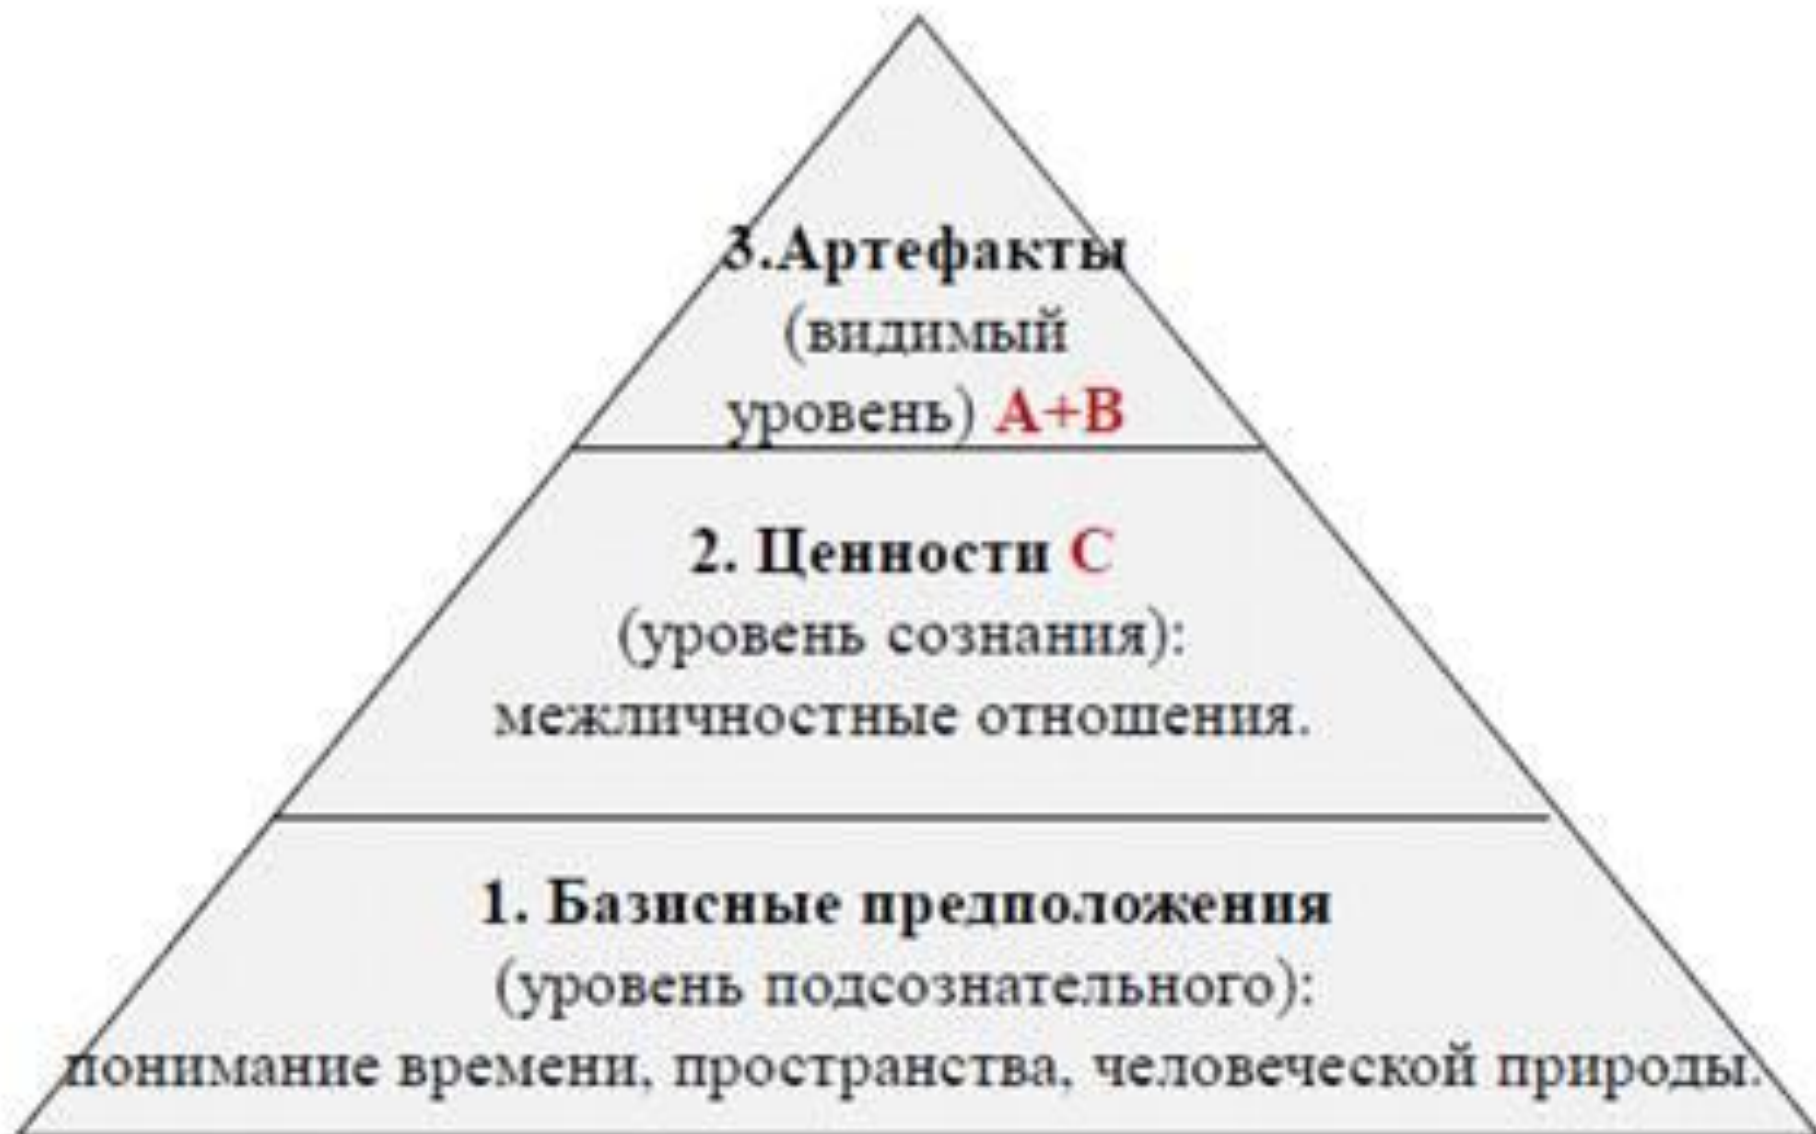 3.Артефакты
(видимый
уровень) А+В
2. Ценности С
(уровень сознания):
межличностные отношения.
1. Базисные предположения
(уровень подсознательного):
понимание времени, пространства, человеческой природы.